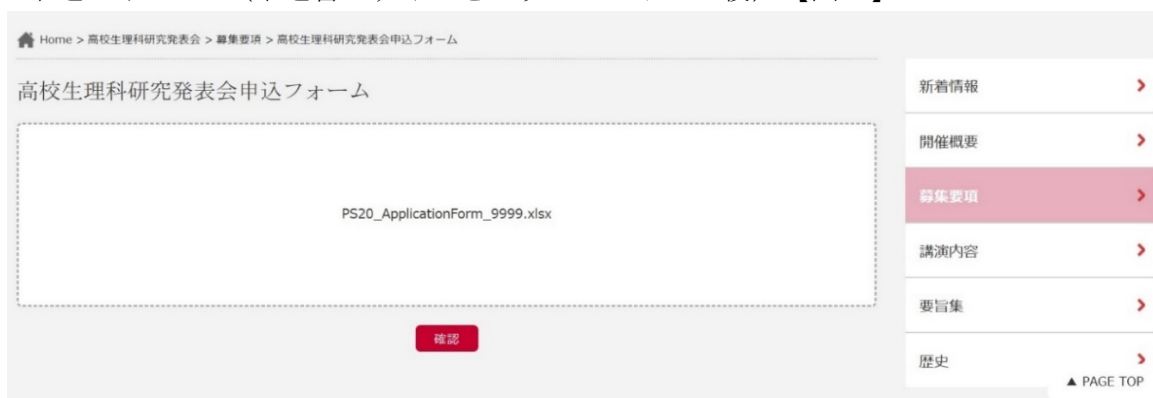 Home > 高校生理科研究発表会 > 募集要項 > 高校生理科研究発表会申込フォーム
高校生理科研究発表会申込フォーム
PS20_ApplicationForm_9999.xlsx
確認
新着情報
開催概要
募集要項
講演内容
要旨集
歴史
▲ PAGE TOP